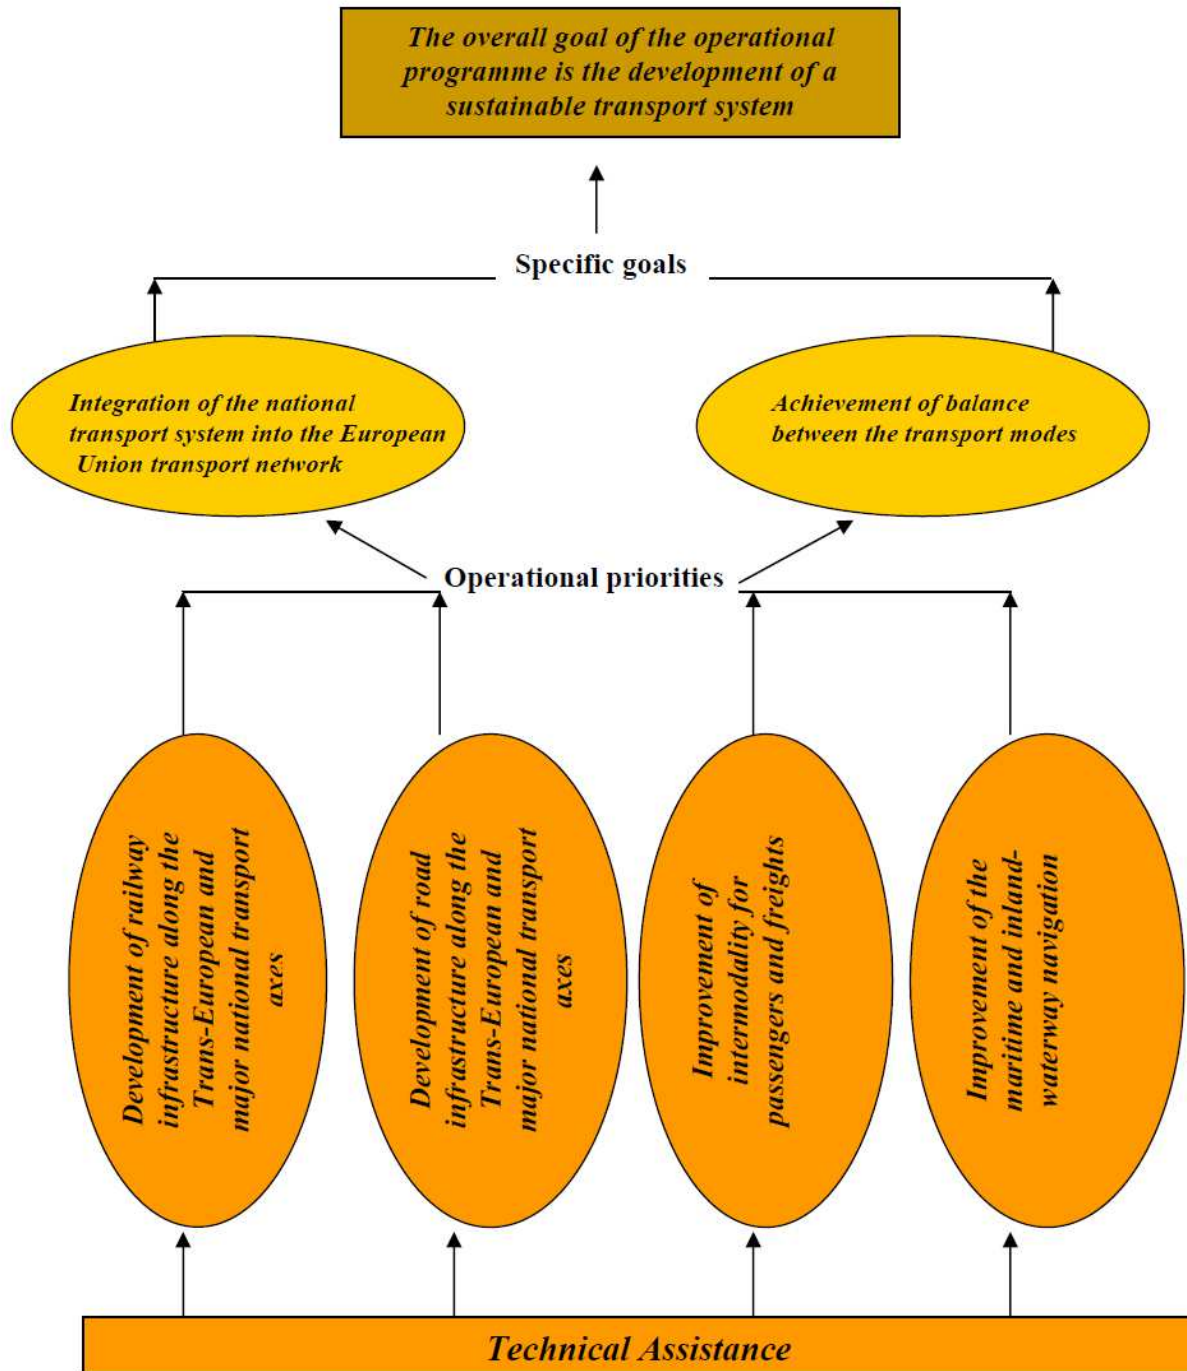 The overall goal of the operational
programme is the development of a
sustainable transport system
Specific goals
Integration of the national
transport system into the European
Union transport network
Achievement of balance
between the transport modes
Operational priorities
Development of railway
infrastructure along the
Trans-European and
major national transport
axes
Development of road
infrastructure along the
Trans-European and
major national transport
axes
Improvement of
intermodality for
passengers and freights
Improvement of the
maritime and inland-
waterway navigation
Technical Assistance